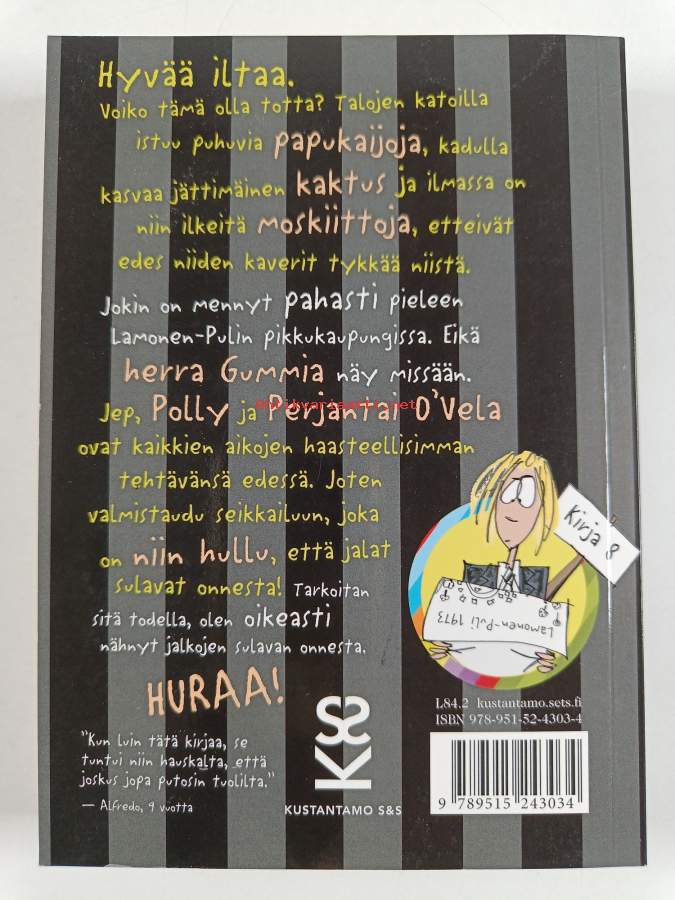 Hyvää iltaa.
Voiko tämä olla totta? Talojen katoilla
istuu puhuvia papukaijoja, kadulla
kasvaa jättimäinen kaktus ja ilmassa on
niin ilkeitä moskiittoja, etteivät
edes niiden kaverit tykkää niistä.
Jokin on mennyt pahasti pieleen
Lamonen-Pulin pikkukaupungissa. Eikä
herra Gummia näy missään.
Jep, Polly ja Perjantai O'Vela
Antikvariaatti.net
ovat kaikkien aikojen haasteellisimman
tehtävänsä edessä. Joten
valmistaudu seikkailuun, joka
on niin hullu, että jalat
sulavat onnesta! Tarkoitan
sitä todella, olen oikeasti
nähnyt jalkojen sulavan onnesta.
HURAA!
"Kun luin tätä kirjaa, se
tuntui niin hauskalta, että
joskus jopa putosin tuolilta."
— Alfredo, 9 vuotta
K&S
KUSTANTAMO S&S
Kirja 8
Lamonen-Puli 1973
L84.2 kustantamo.sets.fi
ISBN 978-951-52-4303-4
9 789515 243034